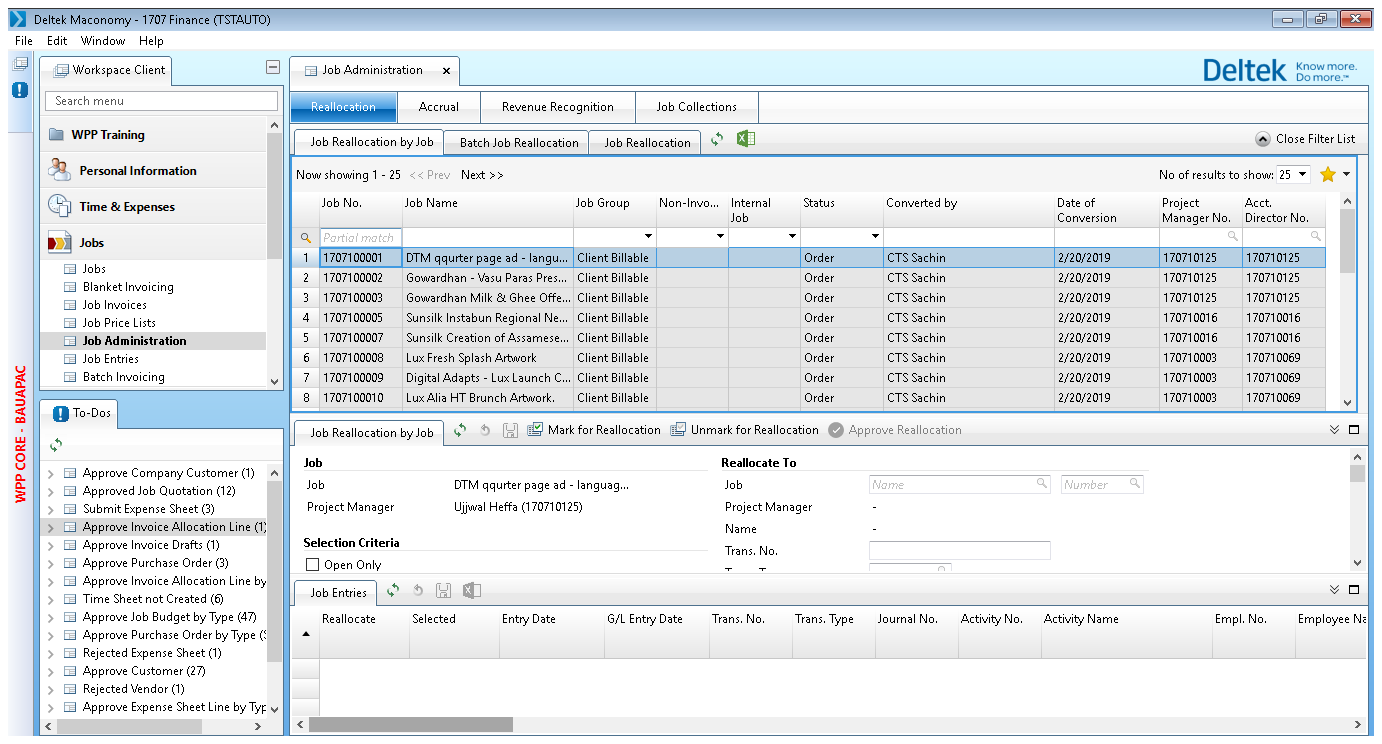 Deltek Maconomy - 1707 Finance (TSTAUTO)
File Edit Window Help
Workspace Client
Job Administration
Deltek Know more. Do more.™
Search menu
WPP Training
Personal Information
Time & Expenses
Jobs
Jobs
Blanket Invoicing
Job Invoices
Job Price Lists
Job Administration
Job Entries
Batch Invoicing
WPP CORE - BAUAPAC
To-Dos
Approve Company Customer (1)
Approved Job Quotation (12)
Submit Expense Sheet (3)
Approve Invoice Allocation Line (1)
Approve Invoice Drafts (1)
Approve Purchase Order (3)
Approve Invoice Allocation Line by
Time Sheet not Created (6)
Approve Job Budget by Type (47)
Approve Purchase Order by Type (
Rejected Expense Sheet (1)
Approve Customer (27)
Rejected Vendor (1)
Approve Expense Sheet Line by Typ
Reallocation Accrual Revenue Recognition Job Collections
Job Reallocation by Job Batch Job Reallocation Job Reallocation Close Filter List
Now showing 1 - 25 << Prev Next >> No of results to show: 25
Job No. Job Name Job Group Non-Invo... Internal Job Status Converted by Date of Conversion Project Manager No. Acct. Director No.
Partial match
1 1707100001 DTM qqurter page ad - langu... Client Billable Order CTS Sachin 2/20/2019 170710125 170710125
2 1707100002 Gowardhan - Vasu Paras Pres... Client Billable Order CTS Sachin 2/20/2019 170710125 170710125
3 1707100003 Gowardhan Milk & Ghee Offe... Client Billable Order CTS Sachin 2/20/2019 170710125 170710125
4 1707100005 Sunsilk Instabun Regional Ne... Client Billable Order CTS Sachin 2/20/2019 170710016 170710016
5 1707100007 Sunsilk Creation of Assamese... Client Billable Order CTS Sachin 2/20/2019 170710016 170710016
6 1707100008 Lux Fresh Splash Artwork Client Billable Order CTS Sachin 2/20/2019 170710003 170710069
7 1707100009 Digital Adapts - Lux Launch C... Client Billable Order CTS Sachin 2/20/2019 170710003 170710069
8 1707100010 Lux Alia HT Brunch Artwork. Client Billable Order CTS Sachin 2/20/2019 170710003 170710069
Job Reallocation by Job Mark for Reallocation Unmark for Reallocation Approve Reallocation
Job Reallocate To
Job DTM qqurter page ad - languag... Job Name Number
Project Manager Ujjwal Heffa (170710125) Project Manager -
Name -
Selection Criteria
Trans. No.
Open Only
Job Entries
Reallocate Selected Entry Date G/L Entry Date Trans. No. Trans. Type Journal No. Activity No. Activity Name Empl. No. Employee Na